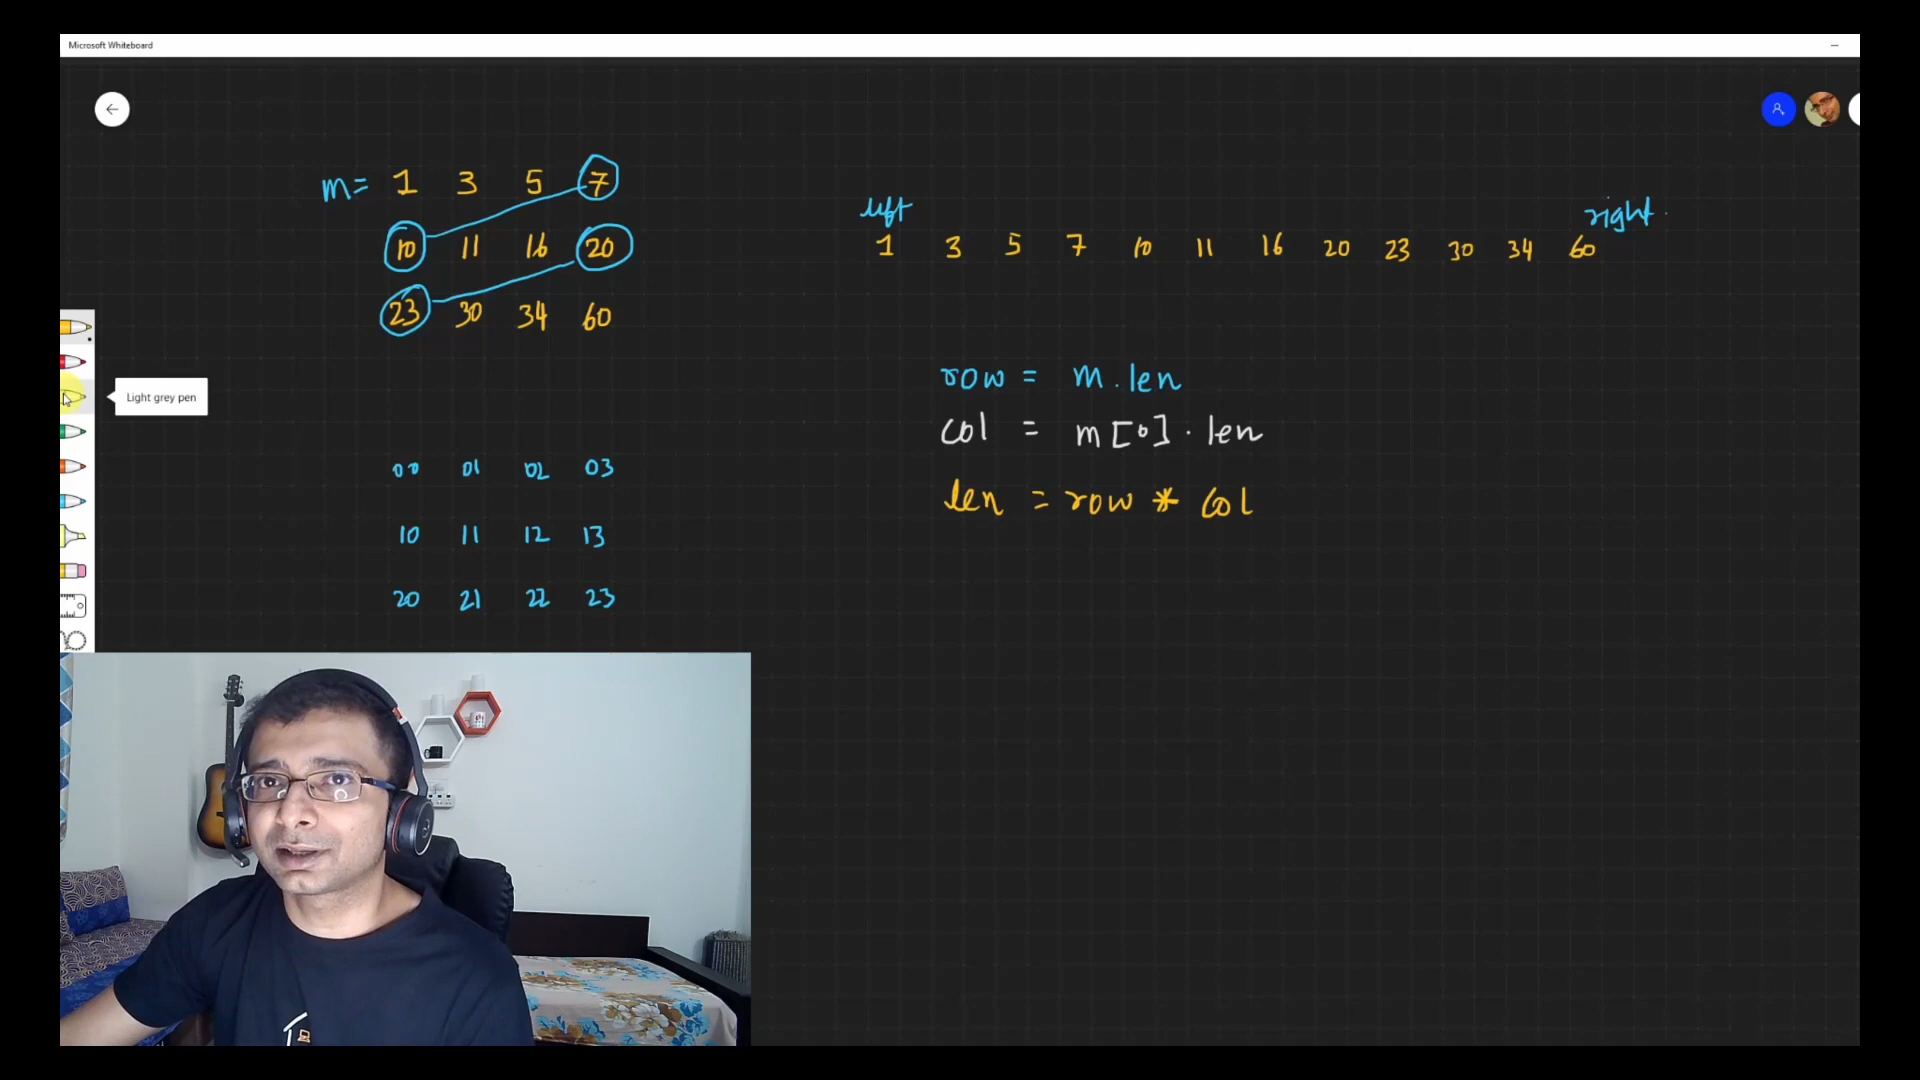 Microsoft Whiteboard
m= 1 3 5 7
10 11 16 20
23 30 34 60
left right.
1 3 5 7 10 11 16 20 23 30 34 60
row = m.len
col = m[0].len
len = row * col
Light grey pen
00 01 02 03
10 11 12 13
20 21 22 23